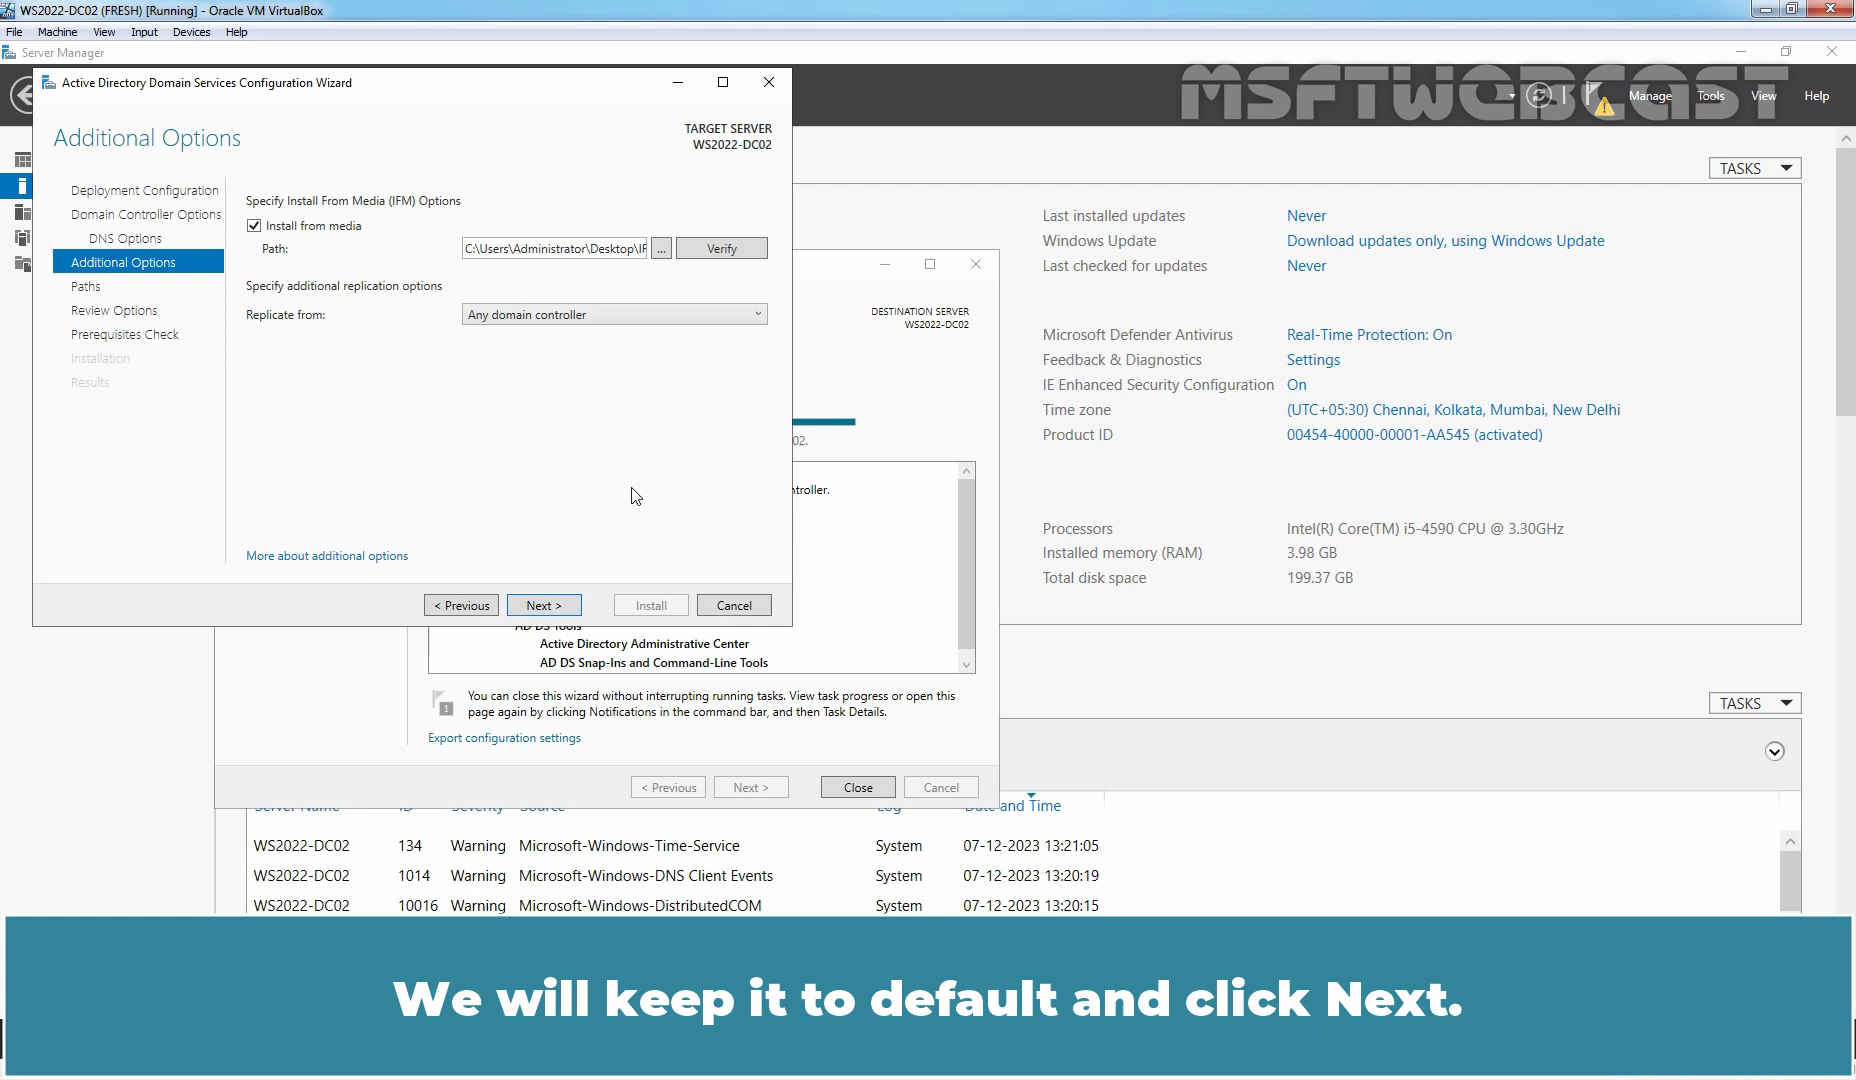 WS2022-DC02 (FRESH) [Running] - Oracle VM VirtualBox
File Machine View Input Devices Help
Server Manager
MSFTWEBCAST
Manage Tools View Help
Active Directory Domain Services Configuration Wizard
Additional Options
TARGET SERVER
WS2022-DC02
Deployment Configuration
Domain Controller Options
DNS Options
Additional Options
Paths
Review Options
Prerequisites Check
Installation
Results
Specify Install From Media (IFM) Options
Install from media
Path: C:\Users\Administrator\Desktop\IF ... Verify
Specify additional replication options
Replicate from: Any domain controller
More about additional options
< Previous Next > Install Cancel
DESTINATION SERVER
WS2022-DC02
02.
ntroller.
AD DS Tools
Active Directory Administrative Center
AD DS Snap-Ins and Command-Line Tools
1
You can close this wizard without interrupting running tasks. View task progress or open this
page again by clicking Notifications in the command bar, and then Task Details.
Export configuration settings
< Previous Next > Close Cancel
TASKS
Last installed updates Never
Windows Update Download updates only, using Windows Update
Last checked for updates Never
Microsoft Defender Antivirus Real-Time Protection: On
Feedback & Diagnostics Settings
IE Enhanced Security Configuration On
Time zone (UTC+05:30) Chennai, Kolkata, Mumbai, New Delhi
Product ID 00454-40000-00001-AA545 (activated)
Processors Intel(R) Core(TM) i5-4590 CPU @ 3.30GHz
Installed memory (RAM) 3.98 GB
Total disk space 199.37 GB
TASKS
Server Name ID Severity Source Log Date and Time
WS2022-DC02 134 Warning Microsoft-Windows-Time-Service System 07-12-2023 13:21:05
WS2022-DC02 1014 Warning Microsoft-Windows-DNS Client Events System 07-12-2023 13:20:19
WS2022-DC02 10016 Warning Microsoft-Windows-DistributedCOM System 07-12-2023 13:20:15
We will keep it to default and click Next.